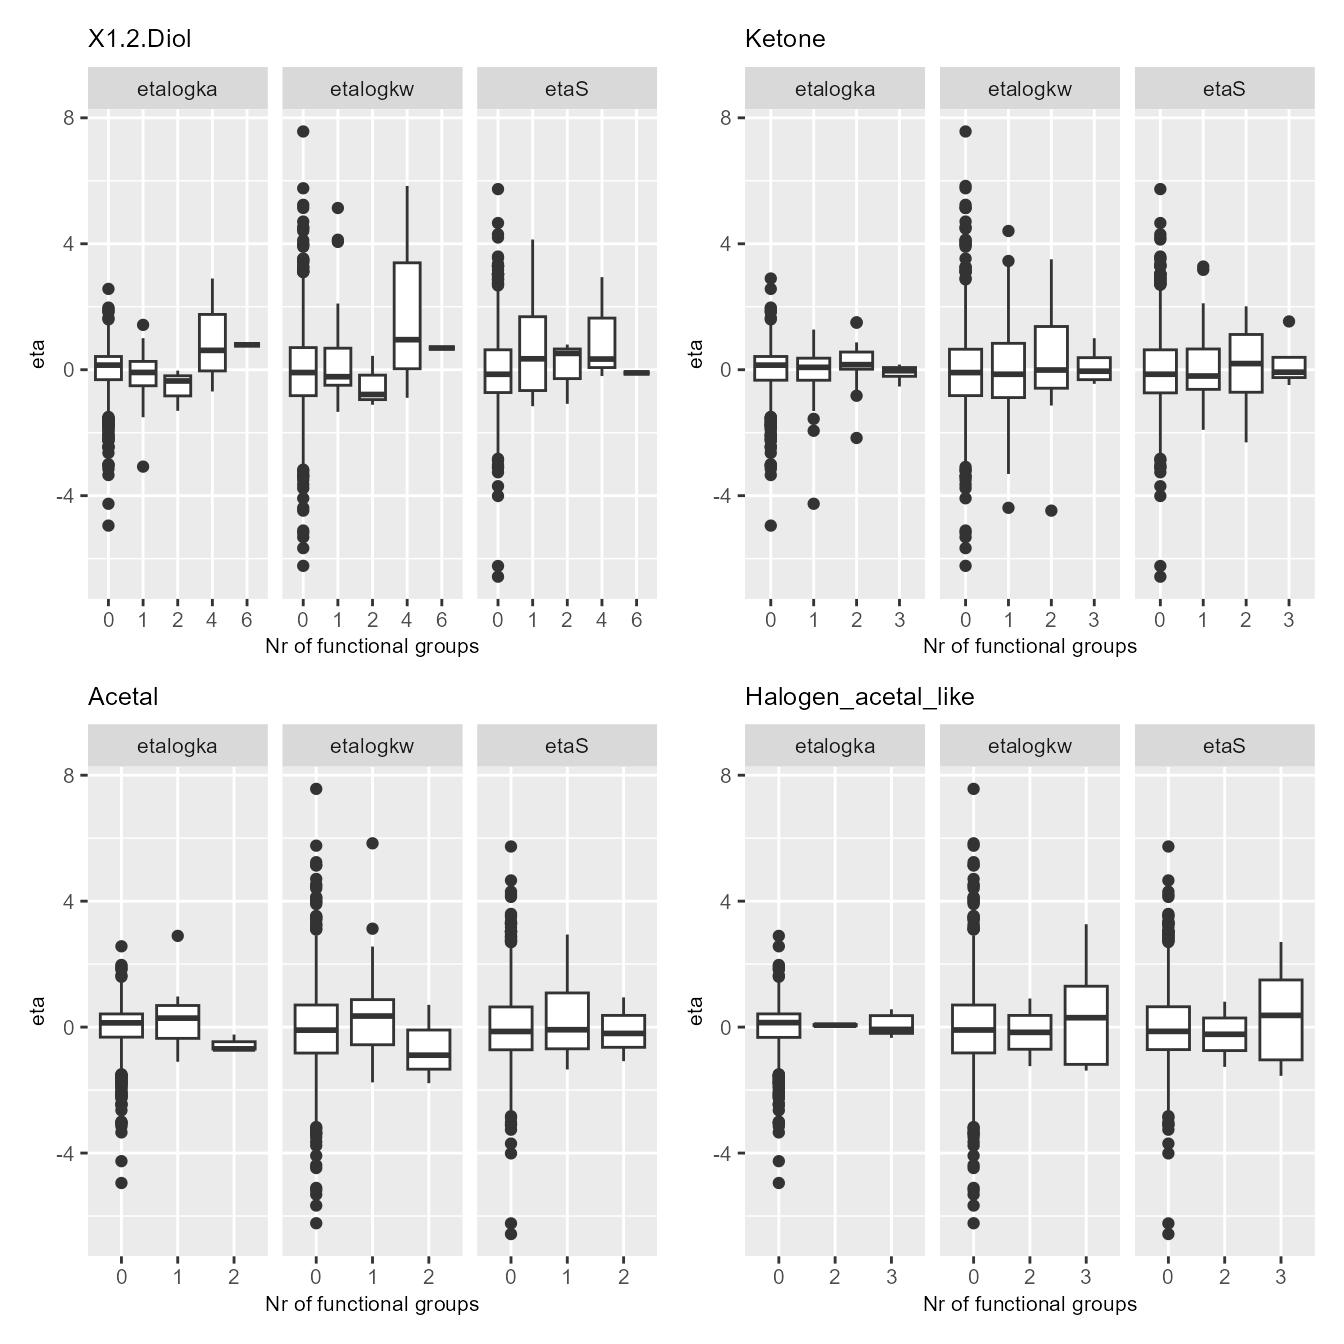 X1.2.Diol
etalogka etalogkw etaS
8
4
0
-4
eta
0 1 2 4 6 0 1 2 4 6 0 1 2 4 6
Nr of functional groups
Ketone
etalogka etalogkw etaS
8
4
0
-4
eta
0 1 2 3 0 1 2 3 0 1 2 3
Nr of functional groups
Acetal
etalogka etalogkw etaS
8
4
0
-4
eta
0 1 2 0 1 2 0 1 2
Nr of functional groups
Halogen_acetal_like
etalogka etalogkw etaS
8
4
0
-4
eta
0 2 3 0 2 3 0 2 3
Nr of functional groups